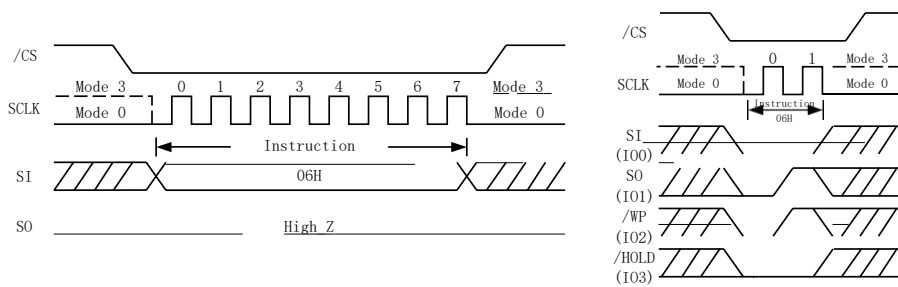 /CS
Mode 3 0 1 2 3 4 5 6 7 Mode 3
SCLK
Mode 0 Mode 0
Instruction
SI
06H
SO High_Z
/CS
Mode 3 0 1 Mode 3
SCLK Mode 0 Mode 0
Instruction
06H
SI
(IO0)
SO
(IO1)
/WP
(IO2)
/HOLD
(IO3)